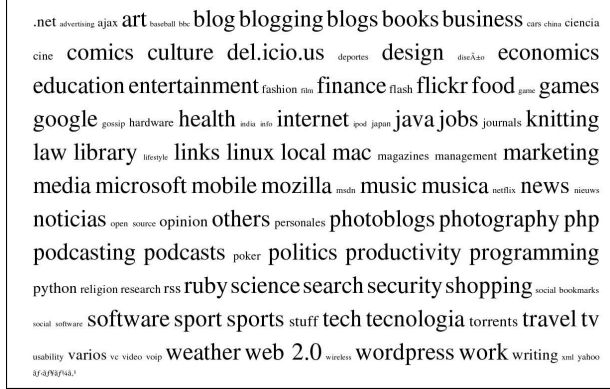 .net advertising ajax art baseball bbc blog blogging blogs books business cars china ciencia
cine comics culture del.icio.us deportes design diseÃ±o economics
education entertainment fashion film finance flash flickr food game games
google gossip hardware health india info internet ipod japan java jobs journals knitting
law library lifestyle links linux local mac magazines management marketing
media microsoft mobile mozilla msdn music musica netflix news nieuws
noticias open source opinion others personales photoblogs photography php
podcasting podcasts poker politics productivity programming
python religion research rss ruby science search security shopping social bookmarks
social software software sport sports stuff tech tecnologia torrents travel tv
usability varios vc video voip weather web 2.0 wireless wordpress work writing xml yahoo